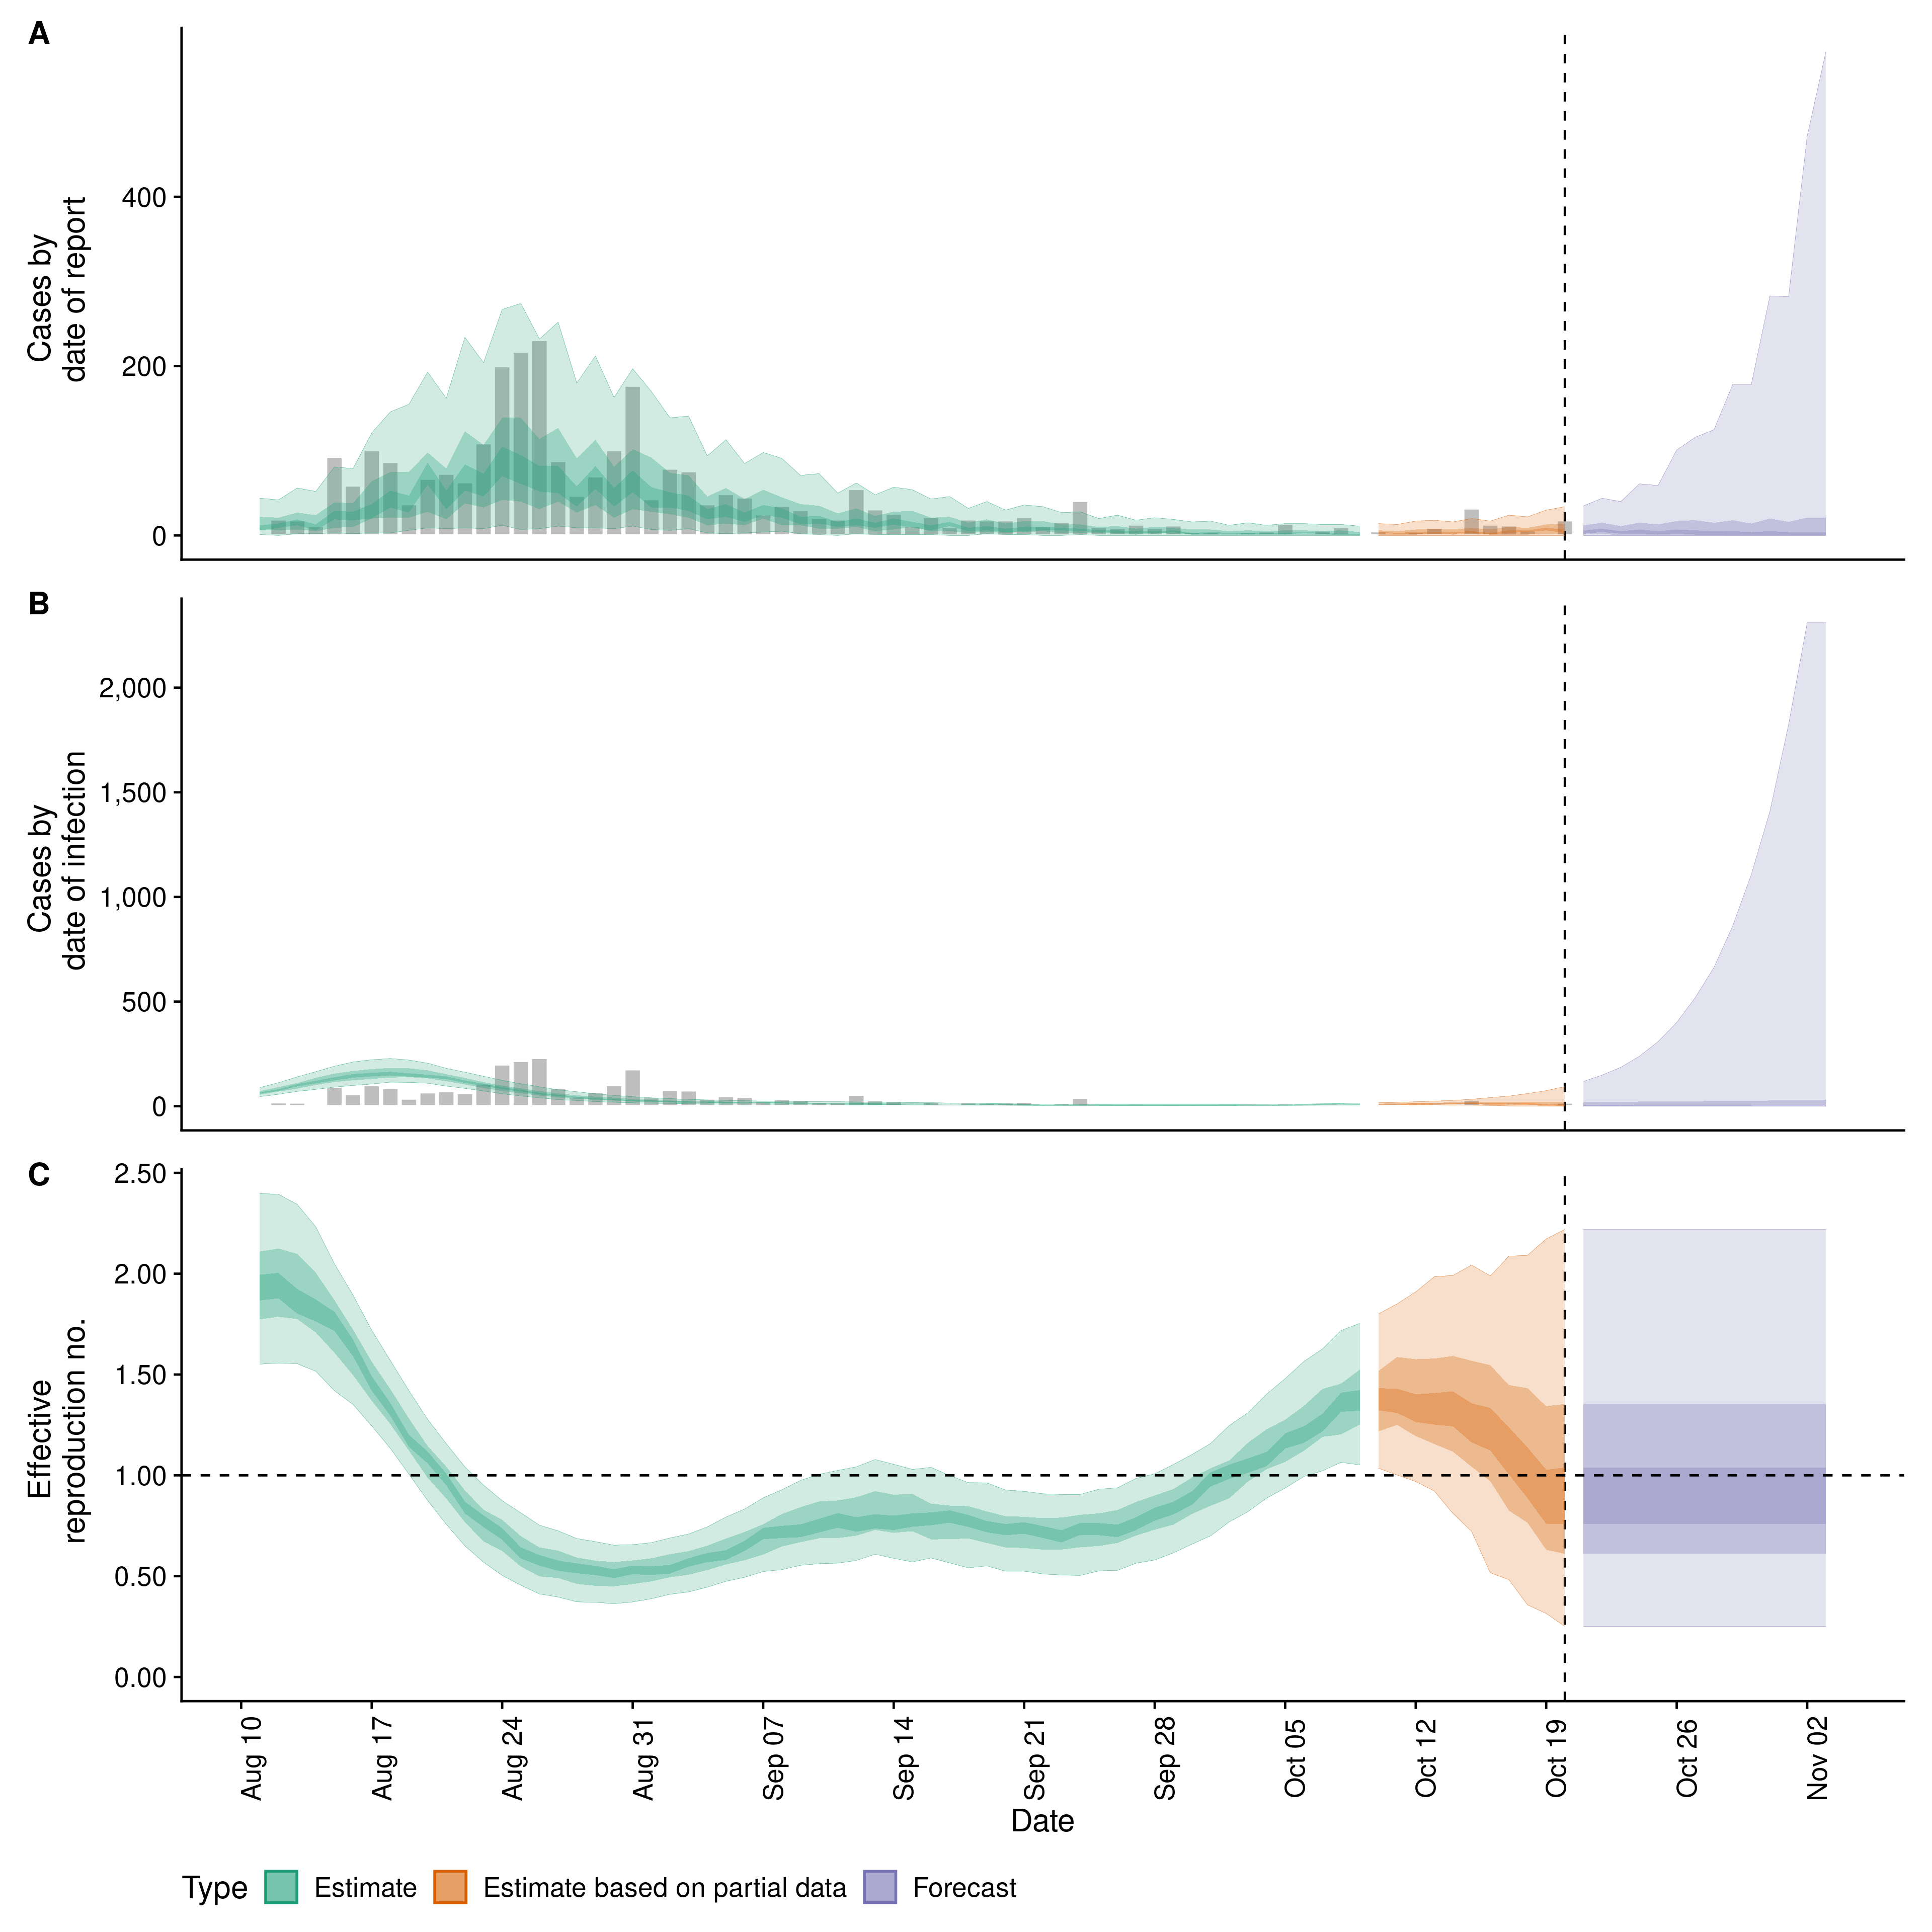 A
Cases by
date of report
400
200
0
B
Cases by
date of infection
2,000
1,500
1,000
500
0
C
Effective
reproduction no.
2.50
2.00
1.50
1.00
0.50
0.00
Aug 10
Aug 17
Aug 24
Aug 31
Sep 07
Sep 14
Sep 21
Sep 28
Oct 05
Oct 12
Oct 19
Oct 26
Nov 02
Date
Type Estimate Estimate based on partial data Forecast